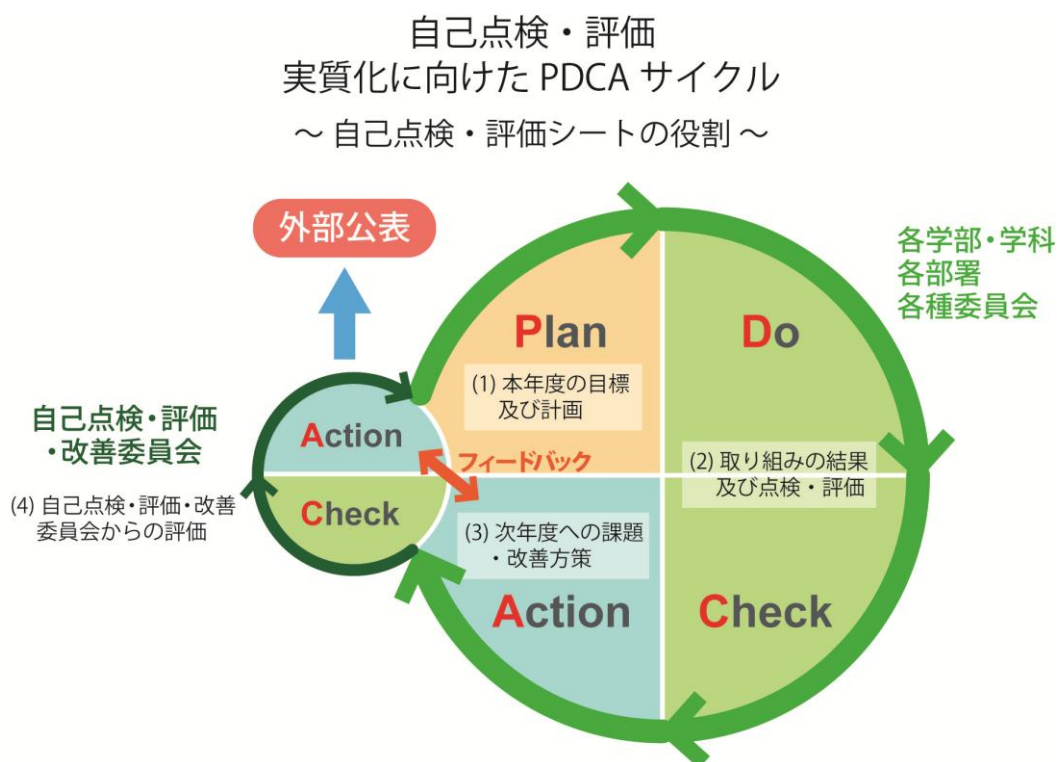 自己点検・評価
実質化に向けた PDCA サイクル
～ 自己点検・評価シートの役割 ～
外部公表
各学部・学科
各部署
各種委員会
Plan
(1) 本年度の目標
及び計画
Do
(2) 取り組みの結果
及び点検・評価
自己点検・評価
・改善委員会
(4) 自己点検・評価・改善
委員会からの評価
Action
Check
フィードバック
(3) 次年度への課題
・改善方策
Action
Check